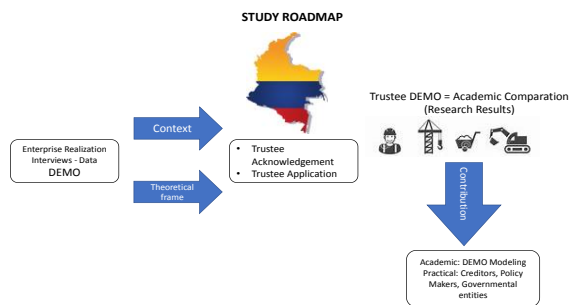 STUDY ROADMAP
Trustee DEMO = Academic Comparation
(Research Results)
Context
Enterprise Realization
Interviews - Data
DEMO
• Trustee
Acknowledgement
• Trustee Application
Theoretical
frame
Contribution
Academic: DEMO Modeling
Practical: Creditors, Policy
Makers, Governmental
entities